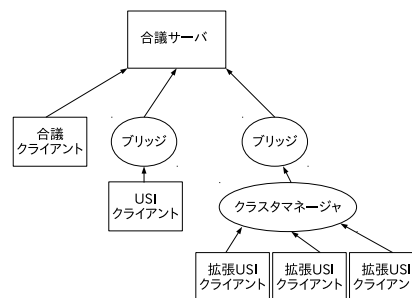 合議サーバ
合議
クライアント
ブリッジ
ブリッジ
USI
クライアント
クラスタマネージャ
拡張USI
クライアント
拡張USI
クライアント
拡張USI
クライアン